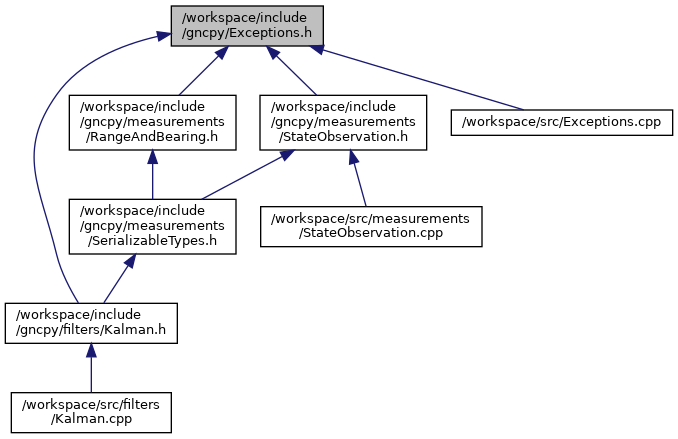 /workspace/include
/gncpy/Exceptions.h
/workspace/include
/gncpy/measurements
/RangeAndBearing.h
/workspace/include
/gncpy/measurements
/StateObservation.h
/workspace/src/Exceptions.cpp
/workspace/include
/gncpy/measurements
/SerializableTypes.h
/workspace/src/measurements
/StateObservation.cpp
/workspace/include
/gncpy/filters/Kalman.h
/workspace/src/filters
/Kalman.cpp